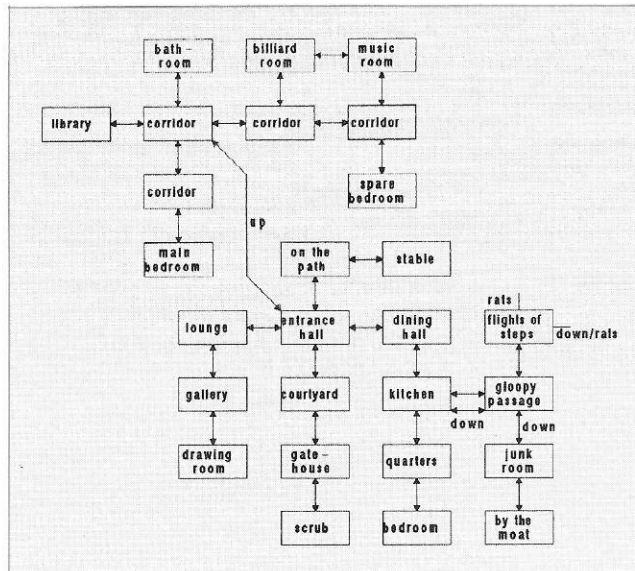 bath-
room
billiard
room
music
room
library
corridor
corridor
corridor
corridor
spare
bedroom
up
main
bedroom
on the
path
stable
rats
lounge
entrance
hall
dining
hall
flights of
steps
down/rats
gallery
courtyard
kitchen
gloopy
passage
down
down
drawing
room
gate-
house
quarters
junk
room
scrub
bedroom
by the
moat